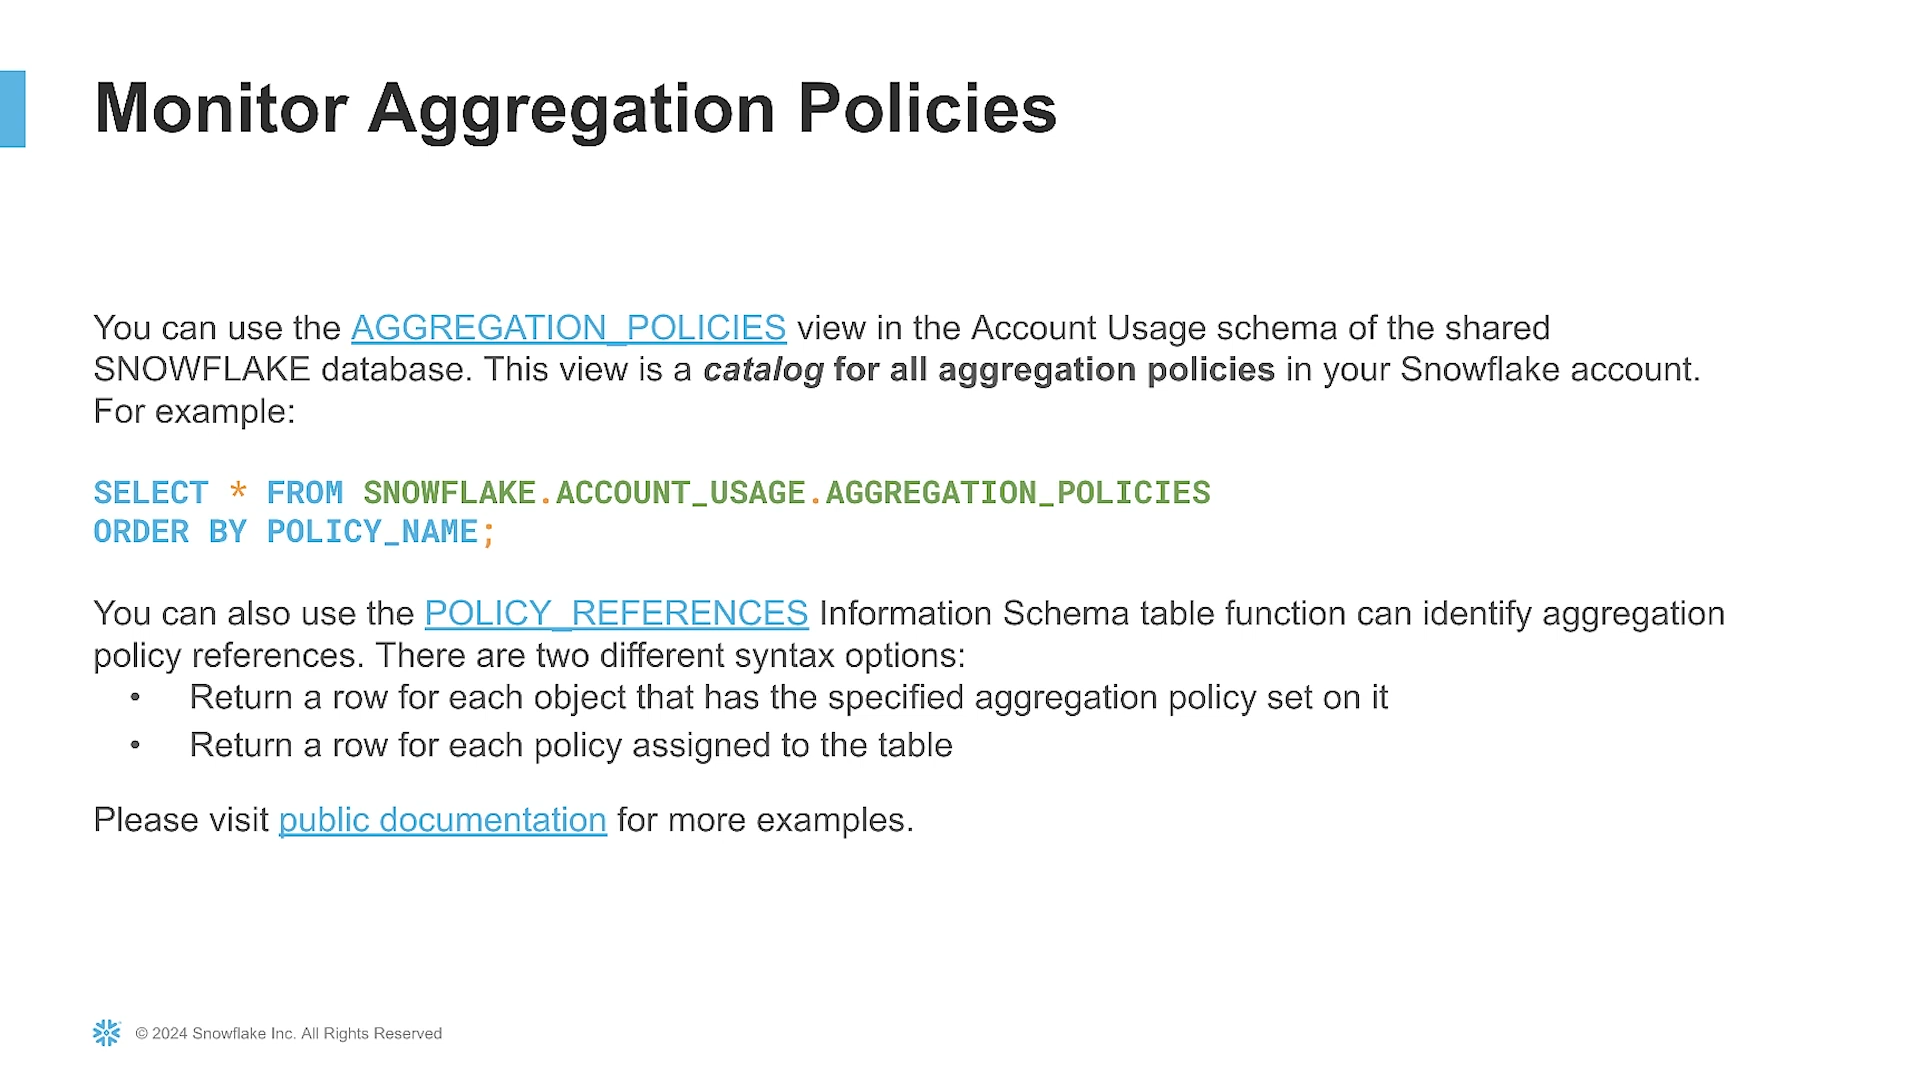 Monitor Aggregation Policies
You can use the AGGREGATION_POLICIES view in the Account Usage schema of the shared
SNOWFLAKE database. This view is a catalog for all aggregation policies in your Snowflake account.
For example:
SELECT * FROM SNOWFLAKE.ACCOUNT_USAGE.AGGREGATION_POLICIES
ORDER BY POLICY_NAME;
You can also use the POLICY_REFERENCES Information Schema table function can identify aggregation
policy references. There are two different syntax options:
• Return a row for each object that has the specified aggregation policy set on it
• Return a row for each policy assigned to the table
Please visit public documentation for more examples.
© 2024 Snowflake Inc. All Rights Reserved